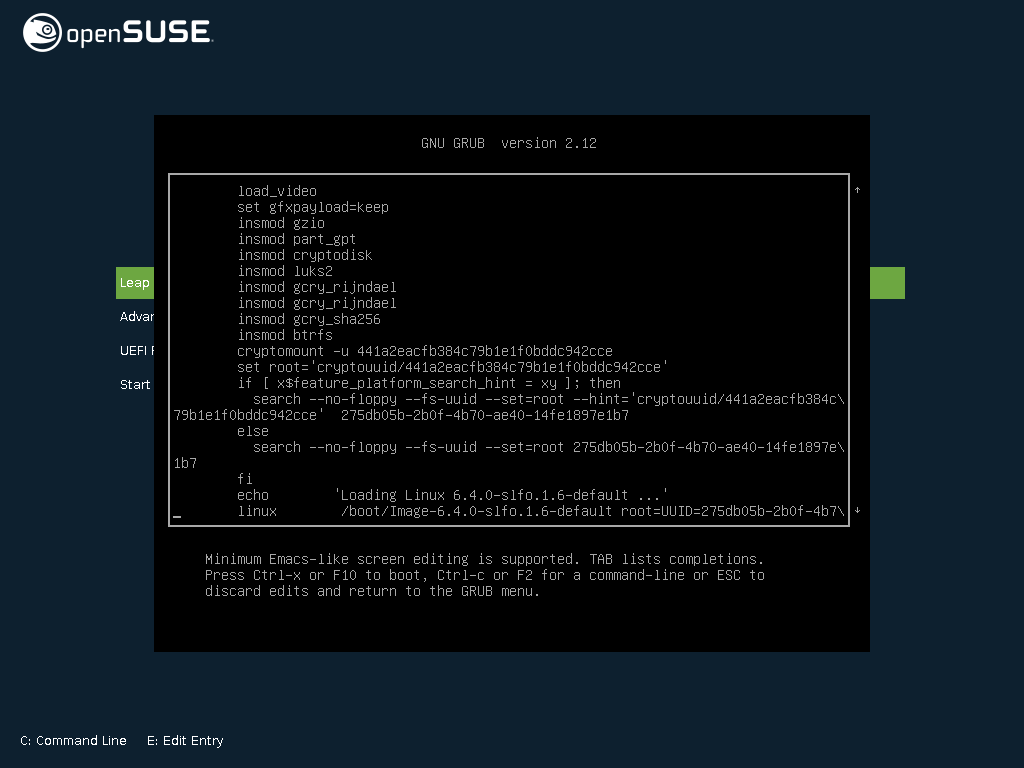 openSUSE.
GNU GRUB  version 2.12
load_video
set gfxpayload=keep
insmod gzio
insmod part_gpt
insmod cryptodisk
insmod luks2
insmod gcry_rijndael
insmod gcry_rijndael
insmod gcry_sha256
insmod btrfs
cryptomount -u 441a2eacfb384c79b1e1f0bddc942cce
set root='cryptouuid/441a2eacfb384c79b1e1f0bddc942cce'
if [ x$feature_platform_search_hint = xy ]; then
  search --no-floppy --fs-uuid --set=root --hint='cryptouuid/441a2eacfb384c\
79b1e1f0bddc942cce'  275db05b-2b0f-4b70-ae40-14fe1897e1b7
else
  search --no-floppy --fs-uuid --set=root 275db05b-2b0f-4b70-ae40-14fe1897e\
1b7
fi
echo        'Loading Linux 6.4.0-slfo.1.6-default ...'
linux        /boot/Image-6.4.0-slfo.1.6-default root=UUID=275db05b-2b0f-4b7\
Leap
Advan
UEFI F
Start
Minimum Emacs-like screen editing is supported. TAB lists completions.
Press Ctrl-x or F10 to boot, Ctrl-c or F2 for a command-line or ESC to
discard edits and return to the GRUB menu.
C: Command Line E: Edit Entry